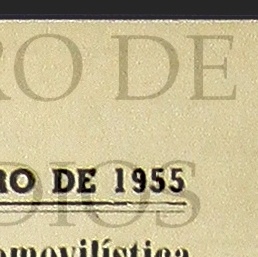 RO DE
RO DE 1955
DIOS
omovilística